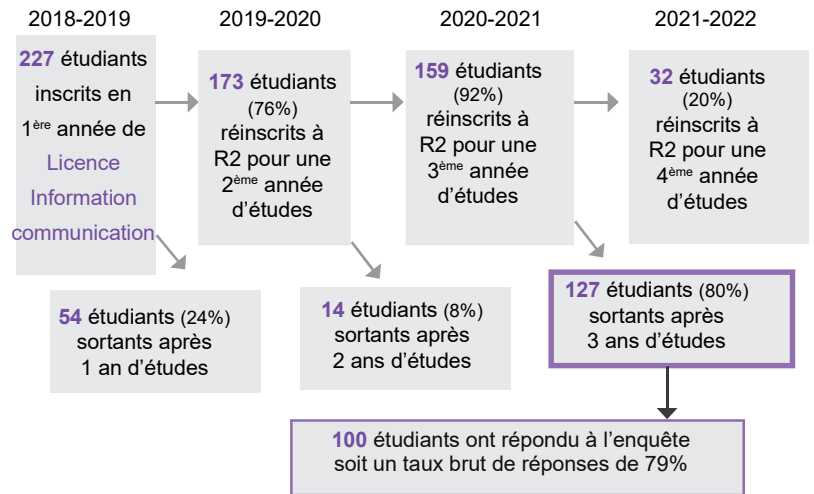 2018-2019
2019-2020
2020-2021
2021-2022
227 étudiants
inscrits en
1ère année de
Licence
Information
communication
173 étudiants
(76%)
réinscrits à
R2 pour une
2ème année
d'études
159 étudiants
(92%)
réinscrits à
R2 pour une
3ème année
d'études
32 étudiants
(20%)
réinscrits à
R2 pour une
4ème année
d'études
54 étudiants (24%)
sortants après
1 an d'études
14 étudiants (8%)
sortants après
2 ans d'études
127 étudiants (80%)
sortants après
3 ans d'études
100 étudiants ont répondu à l'enquête
soit un taux brut de réponses de 79%